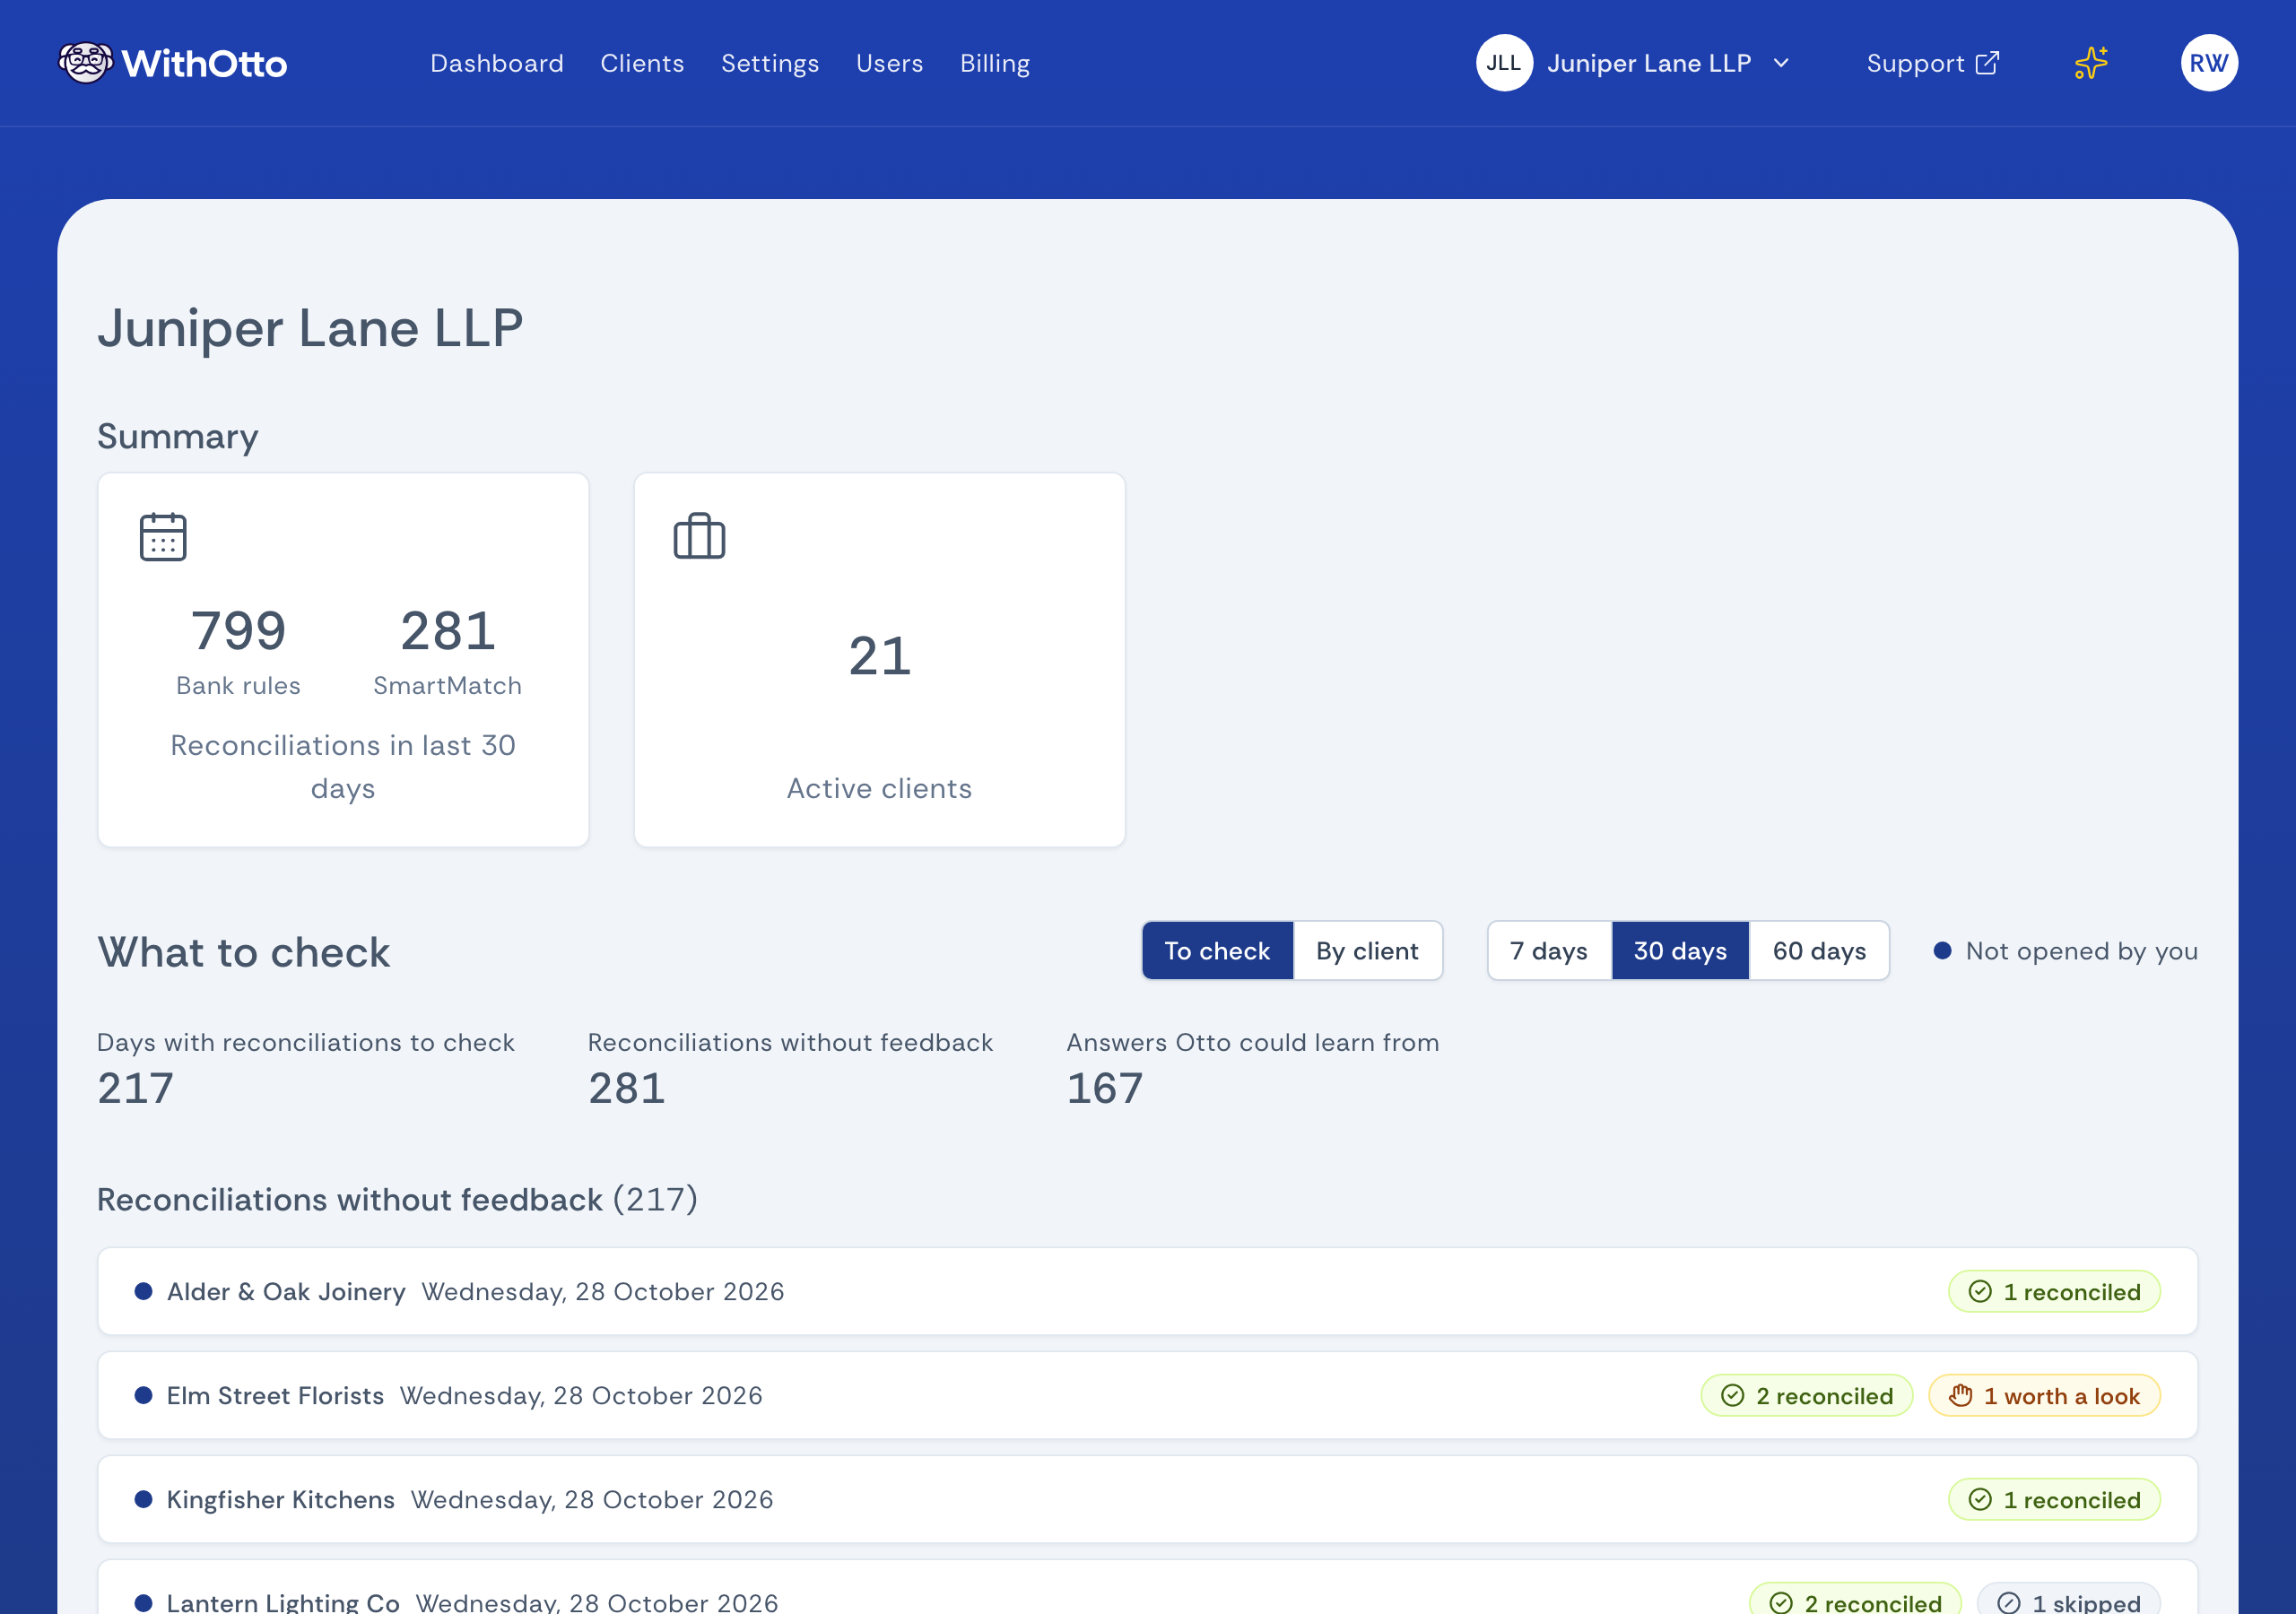 WithOtto
Dashboard
Clients
Settings
Users
Billing
JLL
Juniper Lane LLP
Support
RW
Juniper Lane LLP
Summary
799
281
Bank rules
SmartMatch
Reconciliations in last 30
days
21
Active clients
What to check
To check
By client
7 days
30 days
60 days
Not opened by you
Days with reconciliations to check
217
Reconciliations without feedback
281
Answers Otto could learn from
167
Reconciliations without feedback (217)
Alder & Oak Joinery Wednesday, 28 October 2026
1 reconciled
Elm Street Florists Wednesday, 28 October 2026
2 reconciled
1 worth a look
Kingfisher Kitchens Wednesday, 28 October 2026
1 reconciled
Lantern Lighting Co Wednesday, 28 October 2026
2 reconciled
1 skipped